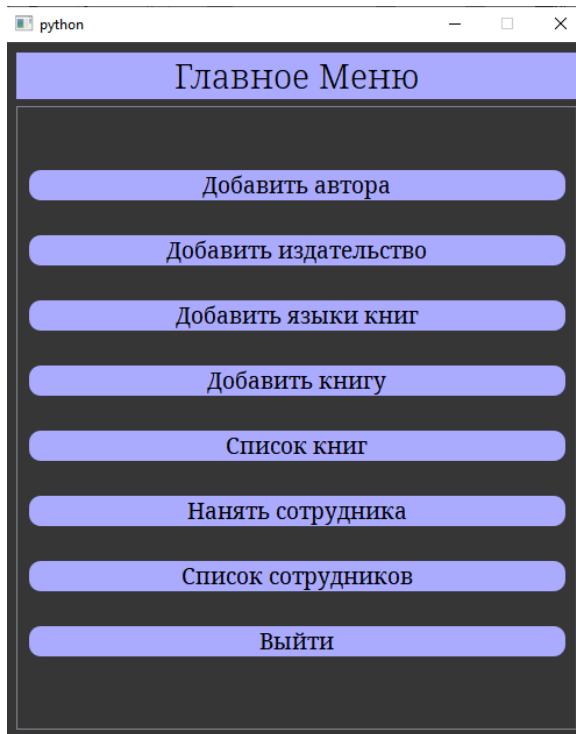 python
Главное Меню
Добавить автора
Добавить издательство
Добавить языки книг
Добавить книгу
Список книг
Нанять сотрудника
Список сотрудников
Выйти